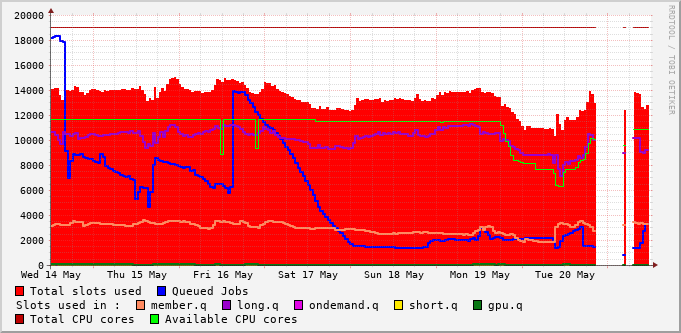 20000
18000
16000
14000
12000
10000
8000
6000
4000
2000
0
Wed 14 May Thu 15 May Fri 16 May Sat 17 May Sun 18 May Mon 19 May Tue 20 May
Total slots used Queued Jobs
Slots used in : member.q long.q ondemand.q short.q gpu.q
Total CPU cores Available CPU cores
RRDTOOL / TOBI OETIKER